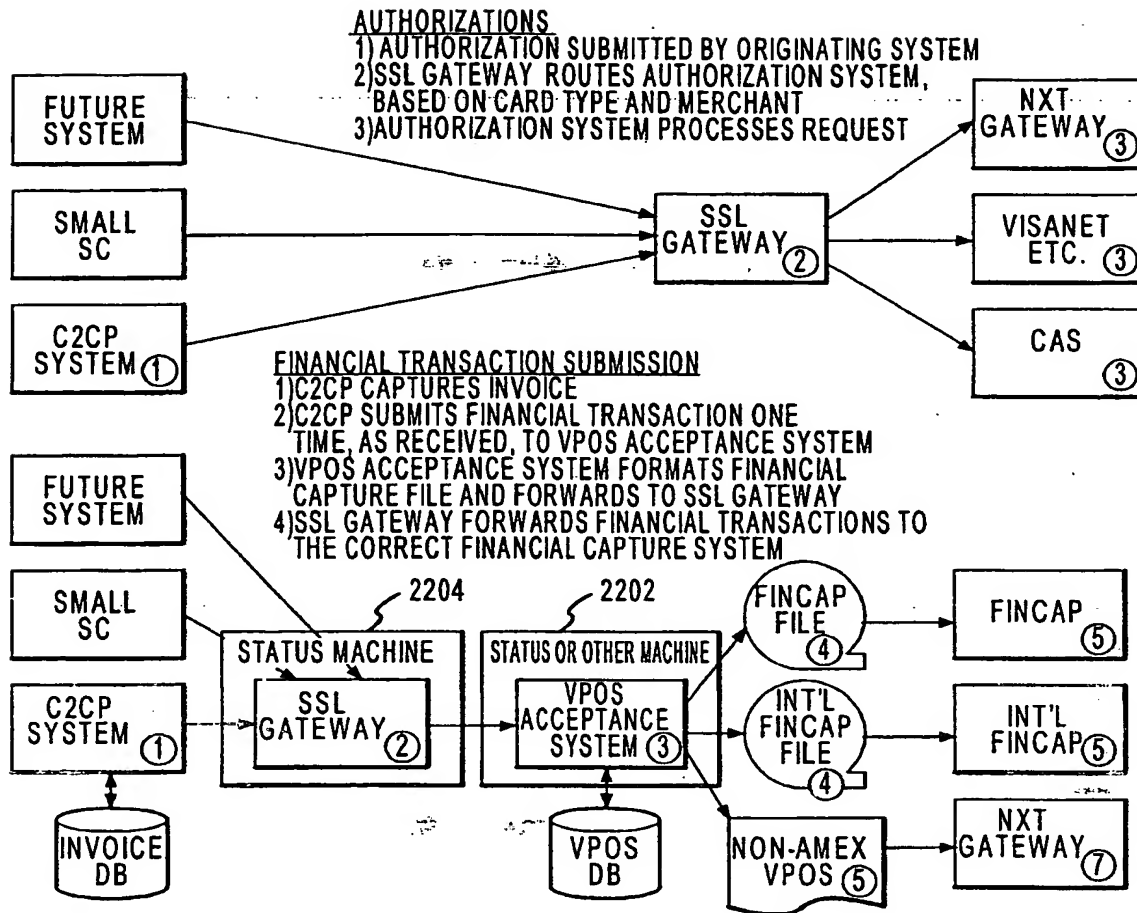 AUTHORIZATIONS
1) AUTHORIZATION SUBMITTED BY ORIGINATING SYSTEM
2)SSL GATEWAY ROUTES AUTHORIZATION SYSTEM,
BASED ON CARD TYPE AND MERCHANT
3)AUTHORIZATION SYSTEM PROCESSES REQUEST
FUTURE
SYSTEM
SMALL
SC
C2CP
SYSTEM 1
SSL
GATEWAY 2
NXT
GATEWAY 3
VISANET
ETC. 3
CAS
3
FINANCIAL TRANSACTION SUBMISSION
1)C2CP CAPTURES INVOICE
2)C2CP SUBMITS FINANCIAL TRANSACTION ONE
TIME, AS RECEIVED, TO VPOS ACCEPTANCE SYSTEM
3)VPOS ACCEPTANCE SYSTEM FORMATS FINANCIAL
CAPTURE FILE AND FORWARDS TO SSL GATEWAY
4)SSL GATEWAY FORWARDS FINANCIAL TRANSACTIONS TO
THE CORRECT FINANCIAL CAPTURE SYSTEM
FUTURE
SYSTEM
SMALL
SC
C2CP
SYSTEM 1
INVOICE
DB
2204
STATUS MACHINE
SSL
GATEWAY 2
2202
STATUS OR OTHER MACHINE
VPOS
ACCEPTANCE
SYSTEM 3
VPOS
DB
FINCAP
FILE
4
INT'L
FINCAP
FILE
4
NON-AMEX
VPOS 5
FINCAP
5
INT'L
FINCAP 5
NXT
GATEWAY 7